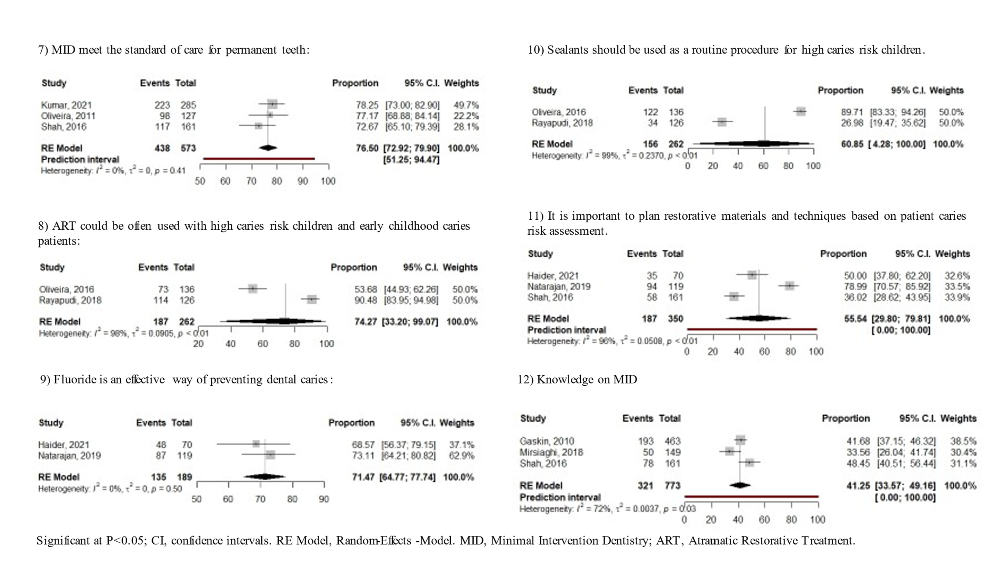 7) MID meet the standard of care for permanent teeth:
Study Events Total Proportion 95% C.I. Weights
Kumar, 2021 223 285 78.25 [73.00; 82.90] 49.7%
Oliveira, 2011 98 127 77.17 [68.88; 84.14] 22.2%
Shah, 2016 117 161 72.67 [65.10; 79.39] 28.1%
RE Model 438 573 76.50 [72.92; 79.90] 100.0%
Prediction interval [51.25; 94.47]
Heterogeneity: I² = 0%, τ² = 0, p = 0.41
50 60 70 80 90 100
8) ART could be often used with high caries risk children and early childhood caries
patients:
Study Events Total Proportion 95% C.I. Weights
Oliveira, 2016 73 136 53.68 [44.93; 62.26] 50.0%
Rayapudi, 2018 114 126 90.48 [83.95; 94.98] 50.0%
RE Model 187 262 74.27 [33.20; 99.07] 100.0%
Heterogeneity: I² = 98%, τ² = 0.0905, p < 0.01
20 40 60 80 100
9) Fluoride is an effective way of preventing dental caries:
Study Events Total Proportion 95% C.I. Weights
Haider, 2021 48 70 68.57 [56.37; 79.15] 37.1%
Natarajan, 2019 87 119 73.11 [64.21; 80.82] 62.9%
RE Model 135 189 71.47 [64.77; 77.74] 100.0%
Heterogeneity: I² = 0%, τ² = 0, p = 0.50
50 60 70 80 90
10) Sealants should be used as a routine procedure for high caries risk children.
Study Events Total Proportion 95% C.I. Weights
Oliveira, 2016 122 136 89.71 [83.33; 94.26] 50.0%
Rayapudi, 2018 34 126 26.98 [19.47; 35.62] 50.0%
RE Model 156 262 60.85 [ 4.28; 100.00] 100.0%
Heterogeneity: I² = 99%, τ² = 0.2370, p < 0.01
0 20 40 60 80 100
11) It is important to plan restorative materials and techniques based on patient caries
risk assessment.
Study Events Total Proportion 95% C.I. Weights
Haider, 2021 35 70 50.00 [37.80; 62.20] 32.6%
Natarajan, 2019 94 119 78.99 [70.57; 85.92] 33.5%
Shah, 2016 58 161 36.02 [28.62; 43.95] 33.9%
RE Model 187 350 55.54 [29.80; 79.81] 100.0%
Prediction interval [ 0.00; 100.00]
Heterogeneity: I² = 96%, τ² = 0.0508, p < 0.01
0 20 40 60 80 100
12) Knowledge on MID
Study Events Total Proportion 95% C.I. Weights
Gaskin, 2010 193 463 41.68 [37.15; 46.32] 38.5%
Mirsiaghi, 2018 50 149 33.56 [26.04; 41.74] 30.4%
Shah, 2016 78 161 48.45 [40.51; 56.44] 31.1%
RE Model 321 773 41.25 [33.57; 49.16] 100.0%
Prediction interval [ 0.00; 100.00]
Heterogeneity: I² = 72%, τ² = 0.0037, p = 0.03
0 20 40 60 80 100
Significant at P<0.05; CI, confidence intervals. RE Model, Random-Effects -Model. MID, Minimal Intervention Dentistry; ART, Atramatic Restorative Treatment.